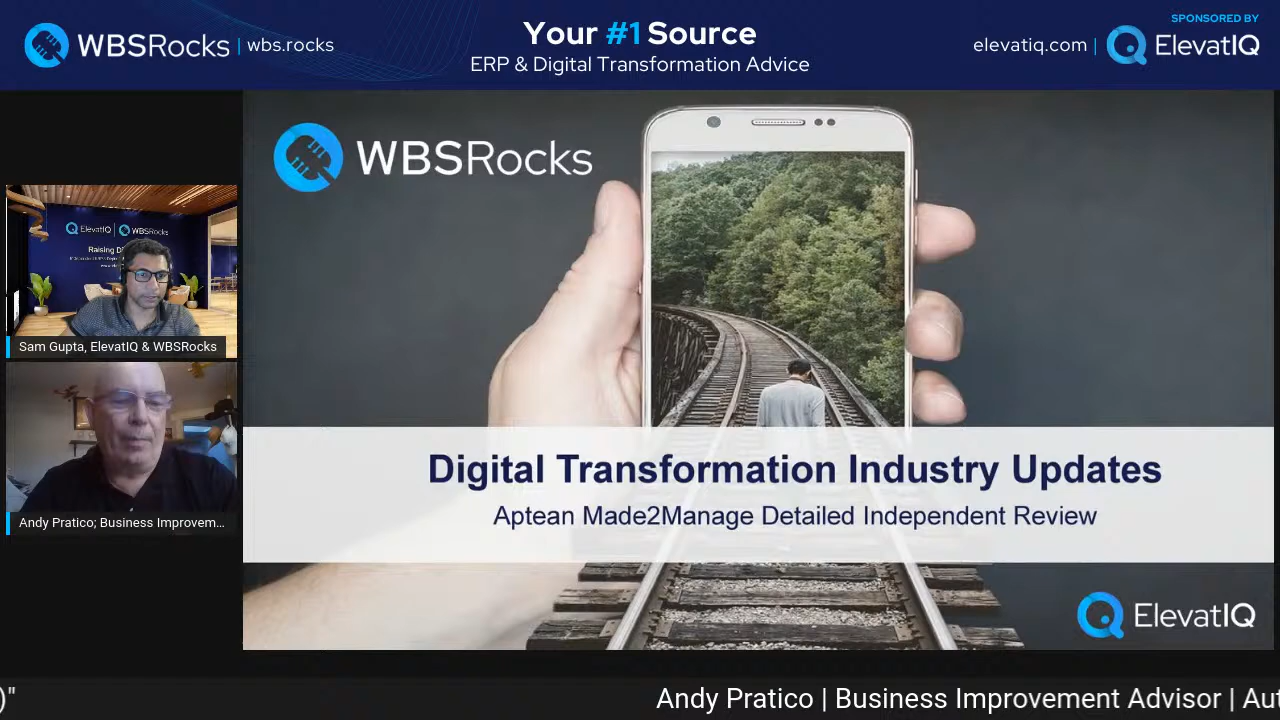 WBSRocks | wbs.rocks
Your #1 Source
ERP & Digital Transformation Advice
SPONSORED BY
elevatiq.com | ElevatIQ
WBSRocks
ElevatIQ | WBSRocks
Sam Gupta, ElevatIQ & WBSRocks
Andy Pratico; Business Improvem...
Digital Transformation Industry Updates
Aptean Made2Manage Detailed Independent Review
ElevatIQ
)"
Andy Pratico | Business Improvement Advisor | Aut